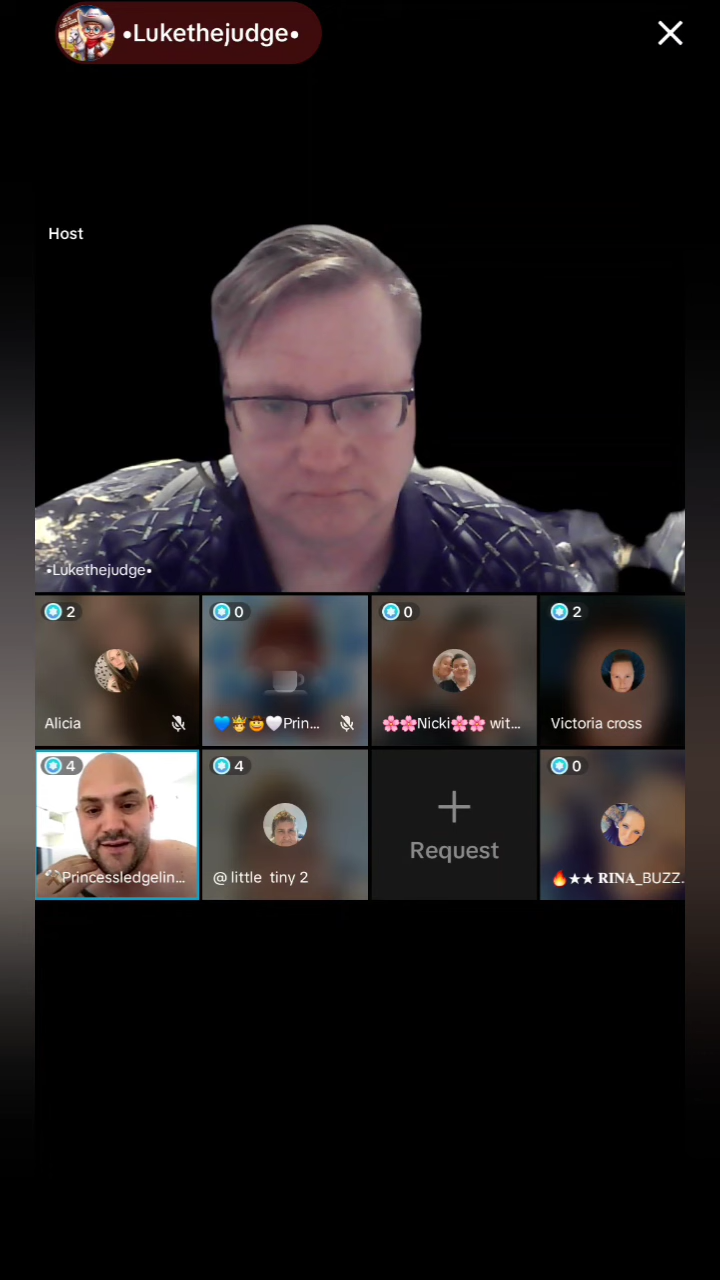 •Lukethejudge•
Host
•Lukethejudge•
2
0
0
2
Alicia
💙🤴🤠🤍Prin...
🌸🌸Nicki🌸🌸 wit...
Victoria cross
4
4
0
Request
Princessledgelin...
@ little tiny 2
🔥★★ 𝐑𝐈𝐍𝐀_BUZZ.